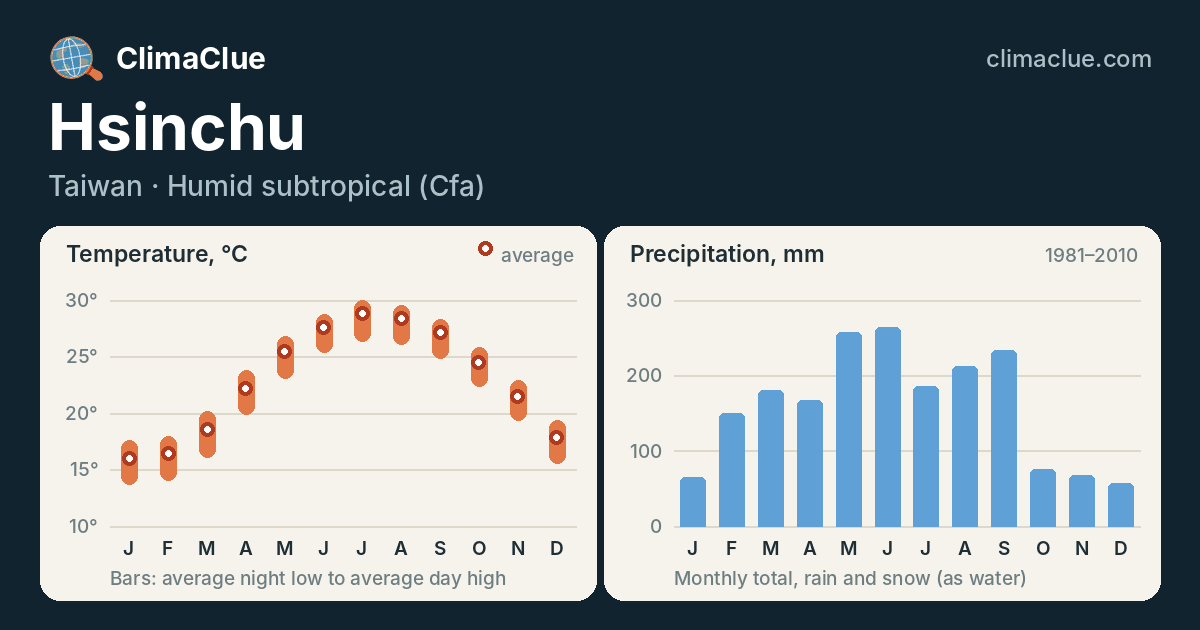 ClimaClue
climaclue.com
Hsinchu
Taiwan · Humid subtropical (Cfa)
Temperature, °C
average
30°
25°
20°
15°
10°
J F M A M J J A S O N D
Bars: average night low to average day high
Precipitation, mm
1981–2010
300
200
100
0
J F M A M J J A S O N D
Monthly total, rain and snow (as water)